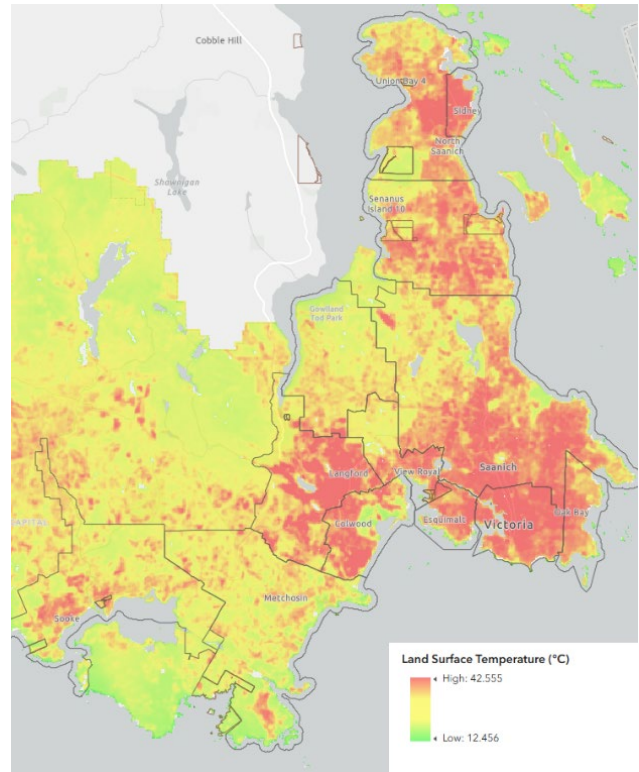 Cobble Hill
Union Bay 4
Sidney
North
Saanich
Shawnigan
Lake
Senanus
Island 10
Gowlland
Tod Park
Langford
View Royal
Saanich
Colwood
Esquimalt
Victoria
Oak Bay
CAPITAL
Metchosin
Sooke
Land Surface Temperature (°C)
High: 42.555
Low: 12.456